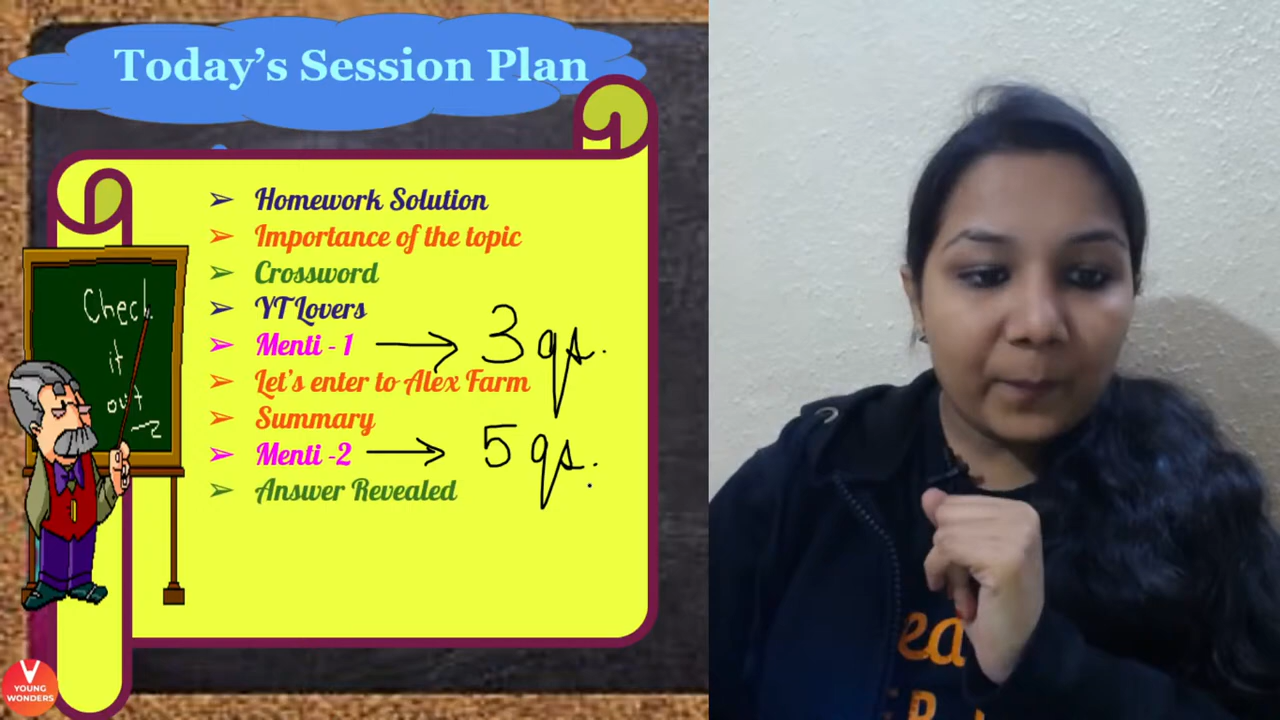 Today's Session Plan
➢ Homework Solution
➢ Importance of the topic
➢ Crossword
➢ YT Lovers
➢ Menti - 1 → 3 qs.
➢ Let's enter to Alex Farm
➢ Summary
➢ Menti -2 → 5 qs.
➢ Answer Revealed
Check
it
out
V
YOUNG
WONDERS
ea